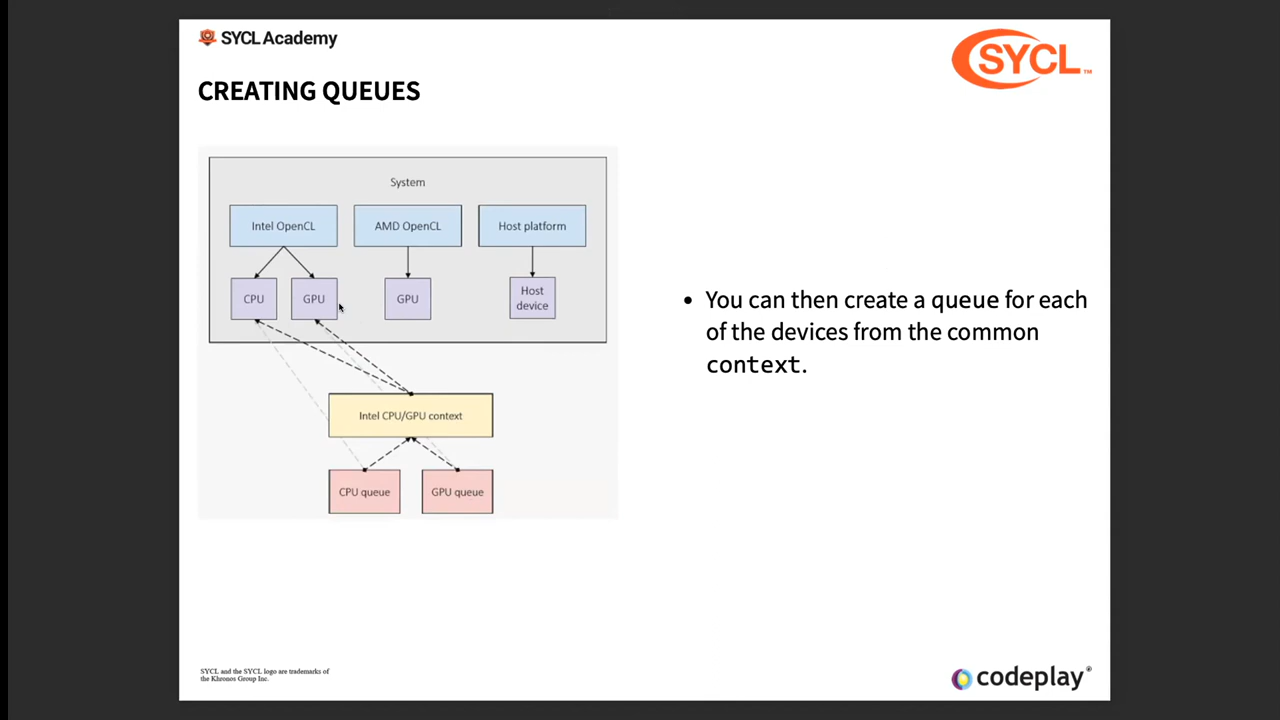 SYCL Academy
SYCL™
CREATING QUEUES
System
Intel OpenCL
AMD OpenCL
Host platform
CPU
GPU
GPU
Host
device
Intel CPU/GPU context
CPU queue
GPU queue
• You can then create a queue for each
of the devices from the common
context.
SYCL and the SYCL logo are trademarks of
the Khronos Group Inc.
codeplay®